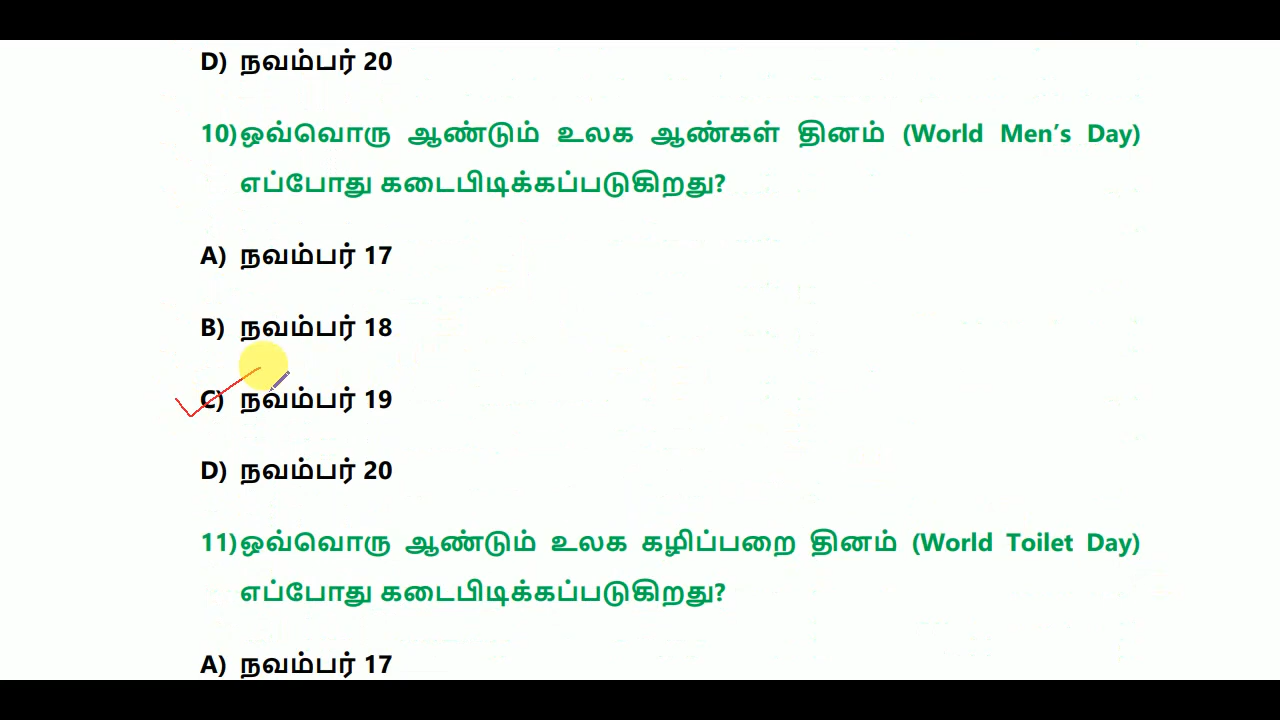 D) நவம்பர் 20
10)ஒவ்வொரு ஆண்டும் உலக ஆண்கள் தினம் (World Men’s Day)
எப்போது கடைபிடிக்கப்படுகிறது?
A) நவம்பர் 17
B) நவம்பர் 18
C) நவம்பர் 19
D) நவம்பர் 20
11)ஒவ்வொரு ஆண்டும் உலக கழிப்பறை தினம் (World Toilet Day)
எப்போது கடைபிடிக்கப்படுகிறது?
A) நவம்பர் 17